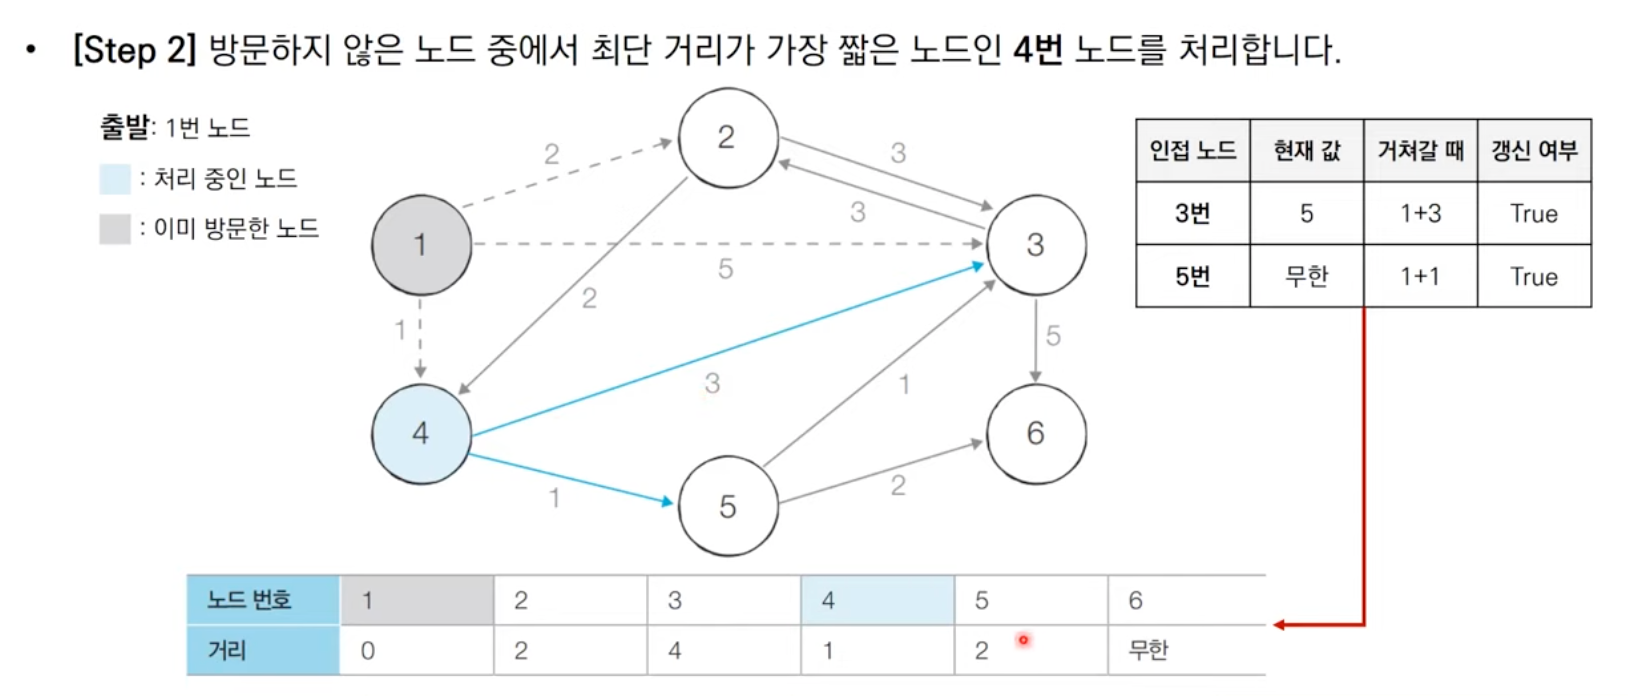 • [Step 2] 방문하지 않은 노드 중에서 최단 거리가 가장 짧은 노드인 4번 노드를 처리합니다.
출발: 1번 노드
: 처리 중인 노드
: 이미 방문한 노드
인접 노드 현재 값 거쳐갈 때 갱신 여부
3번 5 1+3 True
5번 무한 1+1 True
2
2
3
3
1
5
3
2
1
5
3
1
4
6
1
2
5
노드 번호 1 2 3 4 5 6
거리 0 2 4 1 2 무한